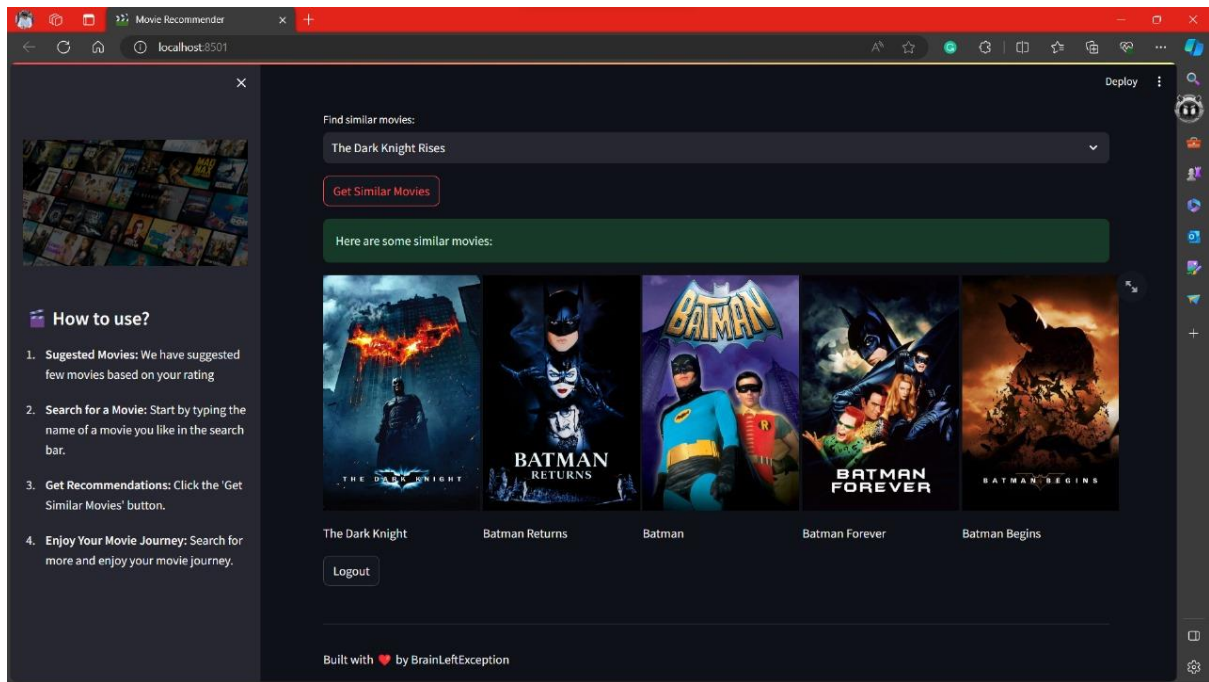 Movie Recommender
localhost:8501
Deploy
How to use?
1. Sugested Movies: We have suggested
few movies based on your rating
2. Search for a Movie: Start by typing the
name of a movie you like in the search
bar.
3. Get Recommendations: Click the 'Get
Similar Movies' button.
4. Enjoy Your Movie Journey: Search for
more and enjoy your movie journey.
Find similar movies:
The Dark Knight Rises
Get Similar Movies
Here are some similar movies:
THE DARK KNIGHT
BATMAN
RETURNS
BATMAN
R
BATMAN
FOREVER
BATMAN BEGINS
The Dark Knight
Batman Returns
Batman
Batman Forever
Batman Begins
Logout
Built with ❤️ by BrainLeftException